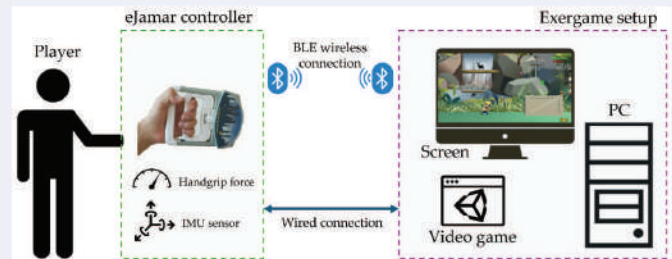 eJamar controller
Exergame setup
Player
BLE wireless
connection
PC
Screen
Handgrip force
IMU sensor
Wired connection
Video game